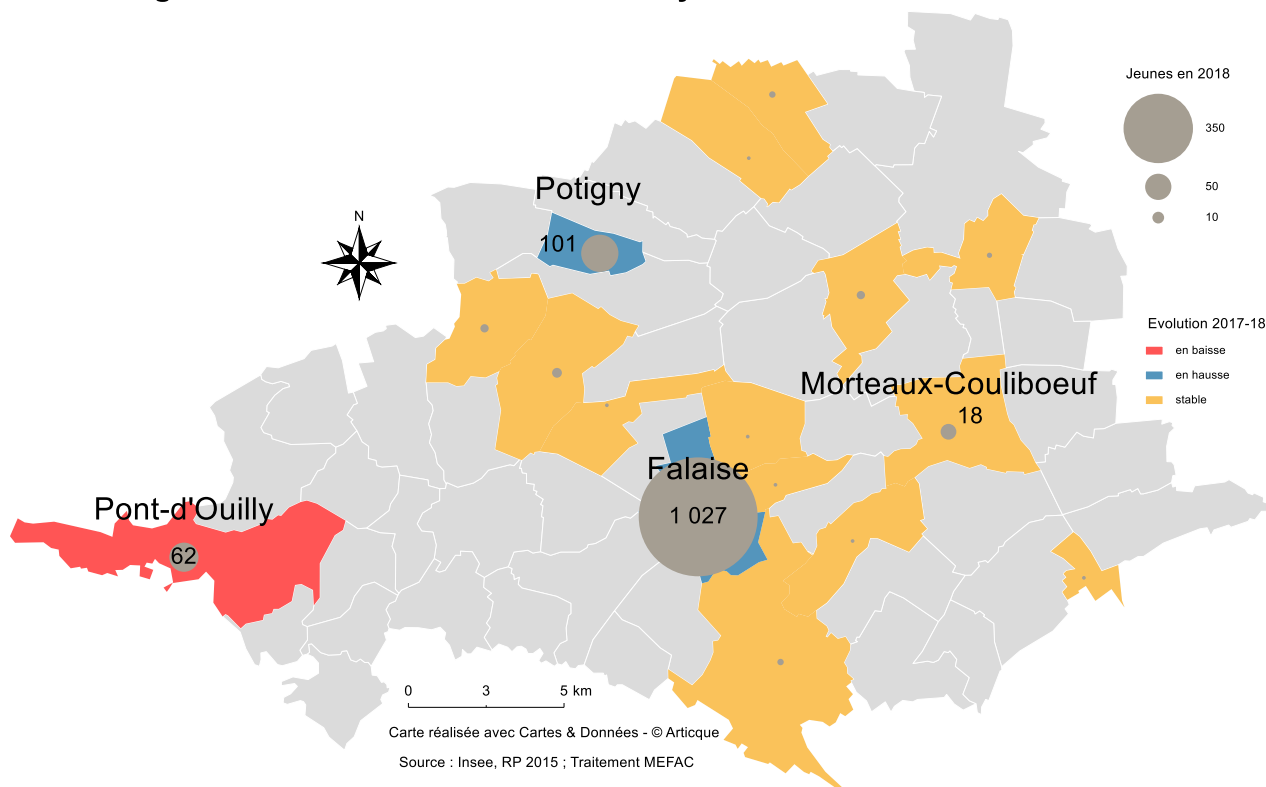 Jeunes en 2018
350
50
10
Potigny
101
N
Evolution 2017-18
en baisse
en hausse
stable
Morteaux-Couliboeuf
18
Falaise
1 027
Pont-d'Ouilly
62
0 3 5 km
Carte réalisée avec Cartes & Données - © Articque
Source : Insee, RP 2015 ; Traitement MEFAC